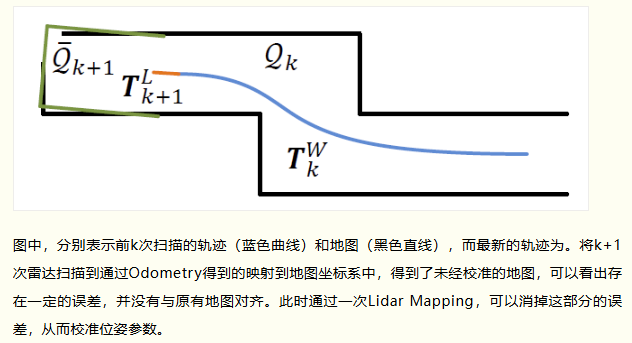 Q̄ₖ₊₁ Qₖ
Tᴸₖ₊₁
Tᵂₖ
图中，分别表示前k次扫描的轨迹（蓝色曲线）和地图（黑色直线），而最新的轨迹为。将k+1
次雷达扫描到通过Odometry得到的映射到地图坐标系中，得到了未经校准的地图，可以看出存
在一定的误差，并没有与原有地图对齐。此时通过一次Lidar Mapping，可以消掉这部分的误
差，从而校准位姿参数。